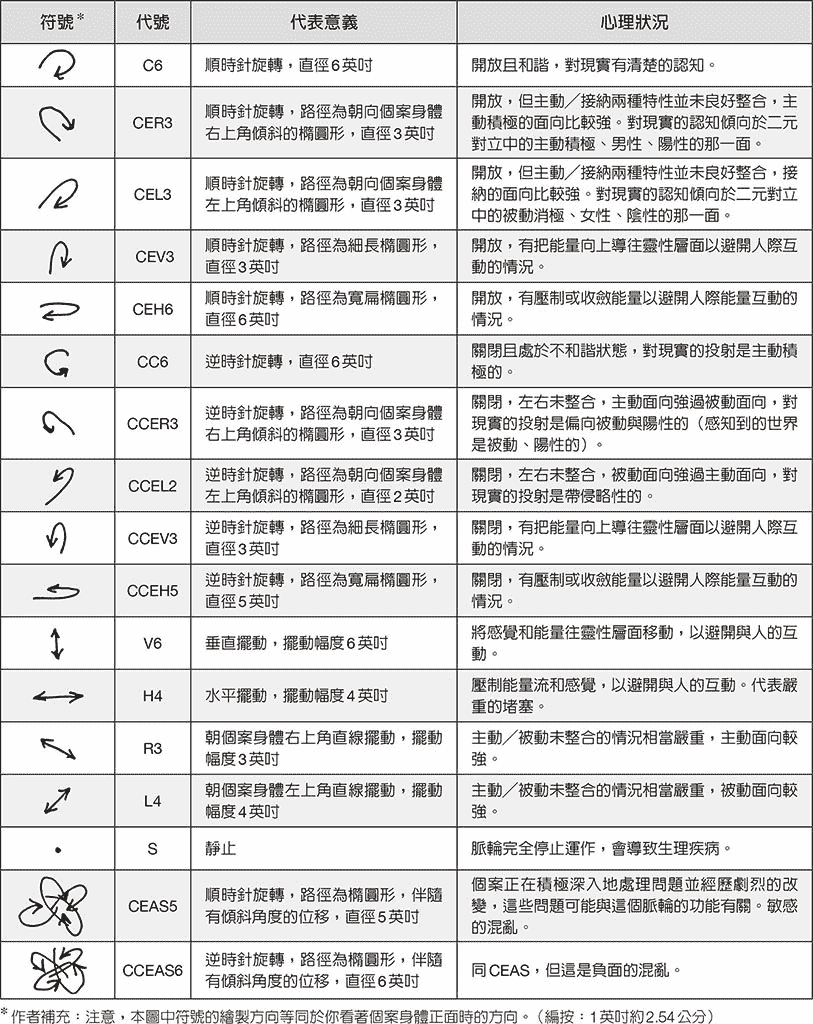 符號* 代號 代表意義 心理狀況
C6 順時針旋轉，直徑6英吋 開放且和諧，對現實有清楚的認知。
CER3 順時針旋轉，路徑為朝向個案身體
右上角傾斜的橢圓形，直徑3英吋
開放，但主動／接納兩種特性並未良好整合，主
動積極的面向比較強。對現實的認知傾向於二元
對立中的主動積極、男性、陽性的那一面。
CEL3 順時針旋轉，路徑為朝向個案身體
左上角傾斜的橢圓形，直徑3英吋
開放，但主動／接納兩種特性並未良好整合，接
納的面向比較強。對現實的認知傾向於二元對立
中的被動消極、女性、陰性的那一面。
CEV3 順時針旋轉，路徑為細長橢圓形，
直徑3英吋
開放，有把能量向上導往靈性層面以避開人際互
動的情況。
CEH6 順時針旋轉，路徑為寬扁橢圓形，
直徑6英吋
開放，有壓制或收斂能量以避開人際能量互動的
情況。
CC6 逆時針旋轉，直徑6英吋
關閉且處於不和諧狀態，對現實的投射是主動積
極的。
CCER3 逆時針旋轉，路徑為朝向個案身體
右上角傾斜的橢圓形，直徑3英吋
關閉，左右未整合，主動面向強過被動面向，對
現實的投射是偏向被動與陽性的（感知到的世界
是被動、陽性的）。
CCEL2 逆時針旋轉，路徑為朝向個案身體
左上角傾斜的橢圓形，直徑2英吋
關閉，左右未整合，被動面向強過主動面向，對
現實的投射是帶侵略性的。
CCEV3 逆時針旋轉，路徑為細長橢圓形，
直徑3英吋
關閉，有把能量向上導往靈性層面以避開人際互
動的情況。
CCEH5 逆時針旋轉，路徑為寬扁橢圓形，
直徑5英吋
關閉，有壓制或收斂能量以避開人際能量互動的
情況。
V6 垂直擺動，擺動幅度6英吋
將感覺和能量往靈性層面移動，以避開與人的互
動。
H4 水平擺動，擺動幅度4英吋
壓制能量流和感覺，以避開與人的互動。代表嚴
重的堵塞。
R3 朝個案身體右上角直線擺動，擺動
幅度3英吋
主動／被動未整合的情況相當嚴重，主動面向較
強。
L4 朝個案身體左上角直線擺動，擺動
幅度4英吋
主動／被動未整合的情況相當嚴重，被動面向較
強。
S 靜止 脈輪完全停止運作，會導致生理疾病。
CEAS5 順時針旋轉，路徑為橢圓形，伴隨
有傾斜角度的位移，直徑5英吋
個案正在積極深入地處理問題並經歷劇烈的改
變，這些問題可能與這個脈輪的功能有關。敏感
的混亂。
CCEAS6 逆時針旋轉，路徑為橢圓形，伴隨
有傾斜角度的位移，直徑6英吋
同CEAS，但這是負面的混亂。
*作者補充：注意，本圖中符號的繪製方向等同於你看著個案身體正面時的方向。（編按：1英吋約2.54公分）